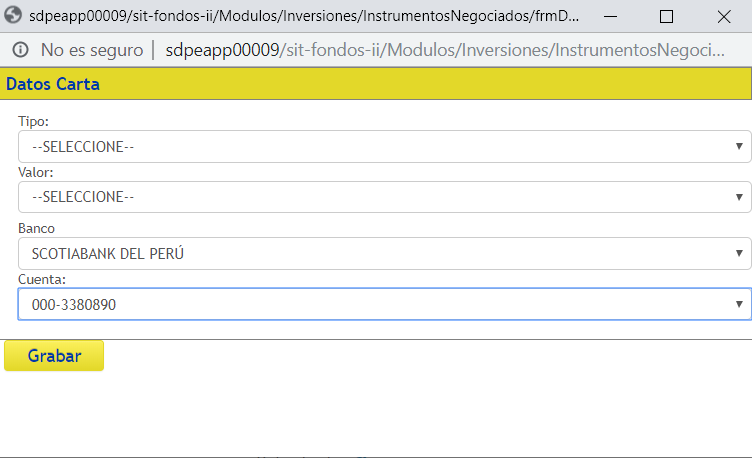 sdpeapp00009/sit-fondos-ii/Modulos/Inversiones/InstrumentosNegociados/frmD...
No es seguro | sdpeapp00009/sit-fondos-ii/Modulos/Inversiones/InstrumentosNegoci...
Datos Carta
Tipo:
--SELECCIONE--
Valor:
--SELECCIONE--
Banco
SCOTIABANK DEL PERÚ
Cuenta:
000-3380890
Grabar